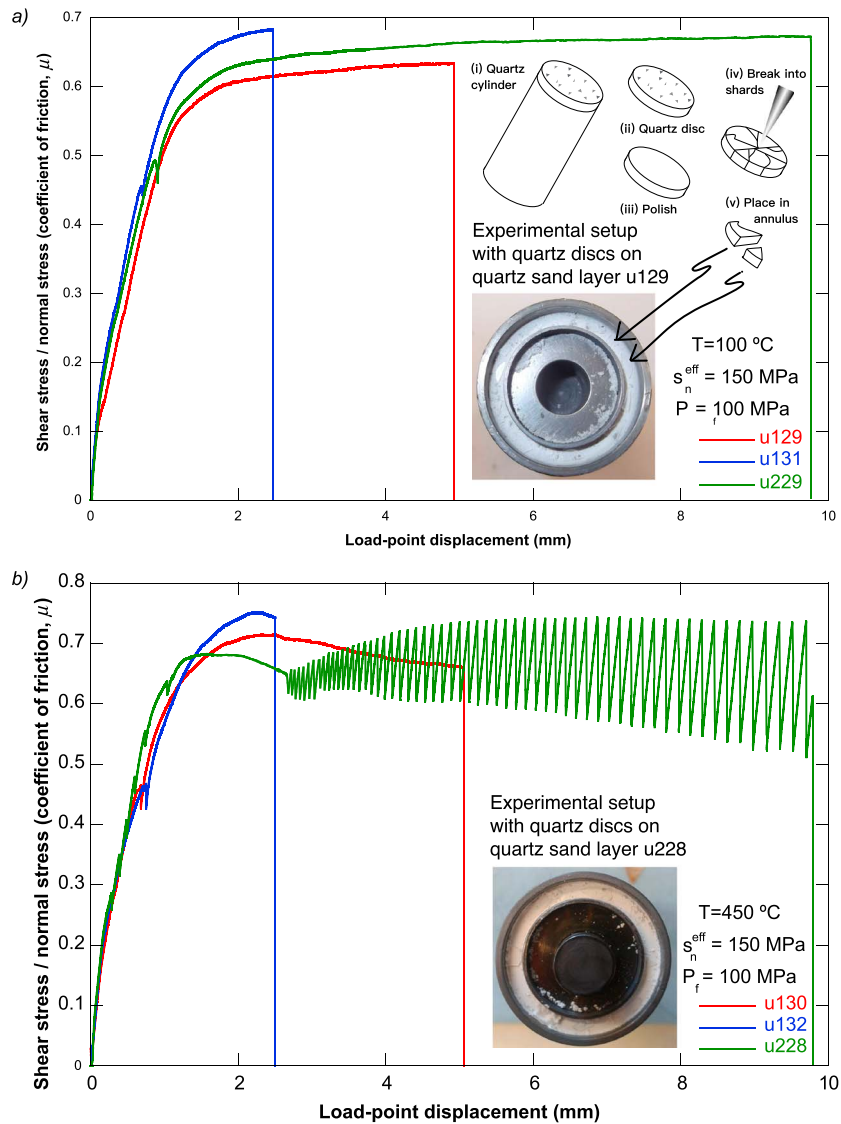 a)
0.7
0.6
0.5
0.4
0.3
0.2
0.1
0
Shear stress / normal stress (coefficient of friction, μ)
(i) Quartz
cylinder
(ii) Quartz disc
(iii) Polish
(iv) Break into
shards
(v) Place in
annulus
Experimental setup
with quartz discs on
quartz sand layer u129
T=100 ºC
s_n^eff = 150 MPa
P_f = 100 MPa
u129
u131
u229
0 2 4 6 8 10
Load-point displacement (mm)
b)
0.8
0.7
0.6
0.5
0.4
0.3
0.2
0.1
0
Shear stress / normal stress (coefficient of friction, μ)
Experimental setup
with quartz discs on
quartz sand layer u228
T=450 ºC
s_n^eff = 150 MPa
P_f = 100 MPa
u130
u132
u228
0 2 4 6 8 10
Load-point displacement (mm)